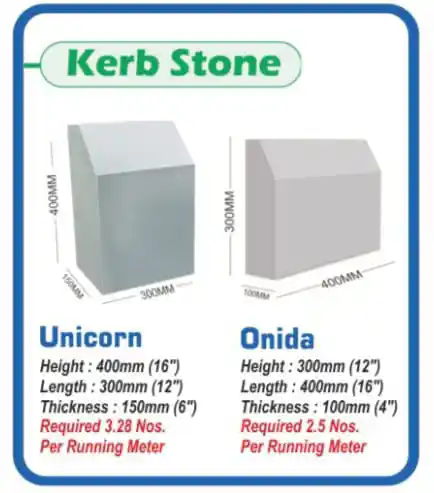 Kerb Stone
400MM
150MM
300MM
300MM
100MM
400MM
Unicorn
Height : 400mm (16")
Length : 300mm (12")
Thickness : 150mm (6")
Required 3.28 Nos.
Per Running Meter
Onida
Height : 300mm (12")
Length : 400mm (16")
Thickness : 100mm (4")
Required 2.5 Nos.
Per Running Meter